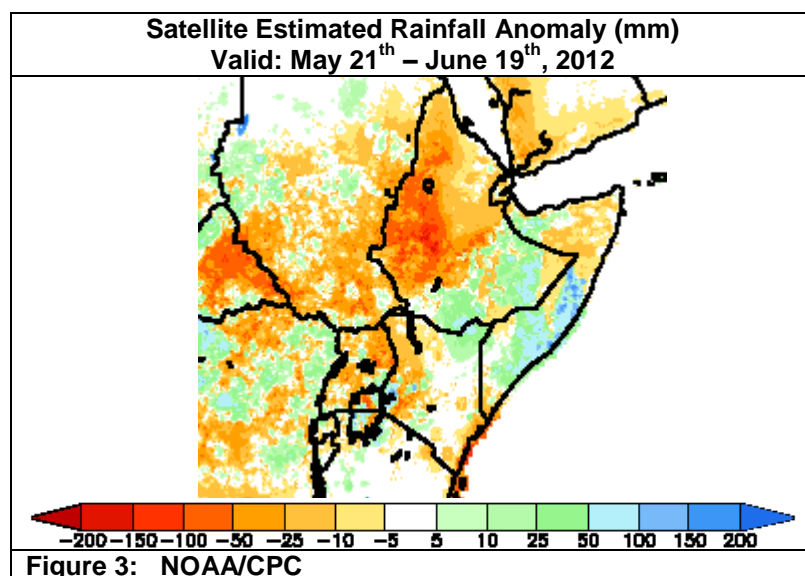 Satellite Estimated Rainfall Anomaly (mm)
Valid: May 21th – June 19th, 2012
−200 −150 −100 −50 −25 −10 −5 5 10 25 50 100 150 200
Figure 3: NOAA/CPC